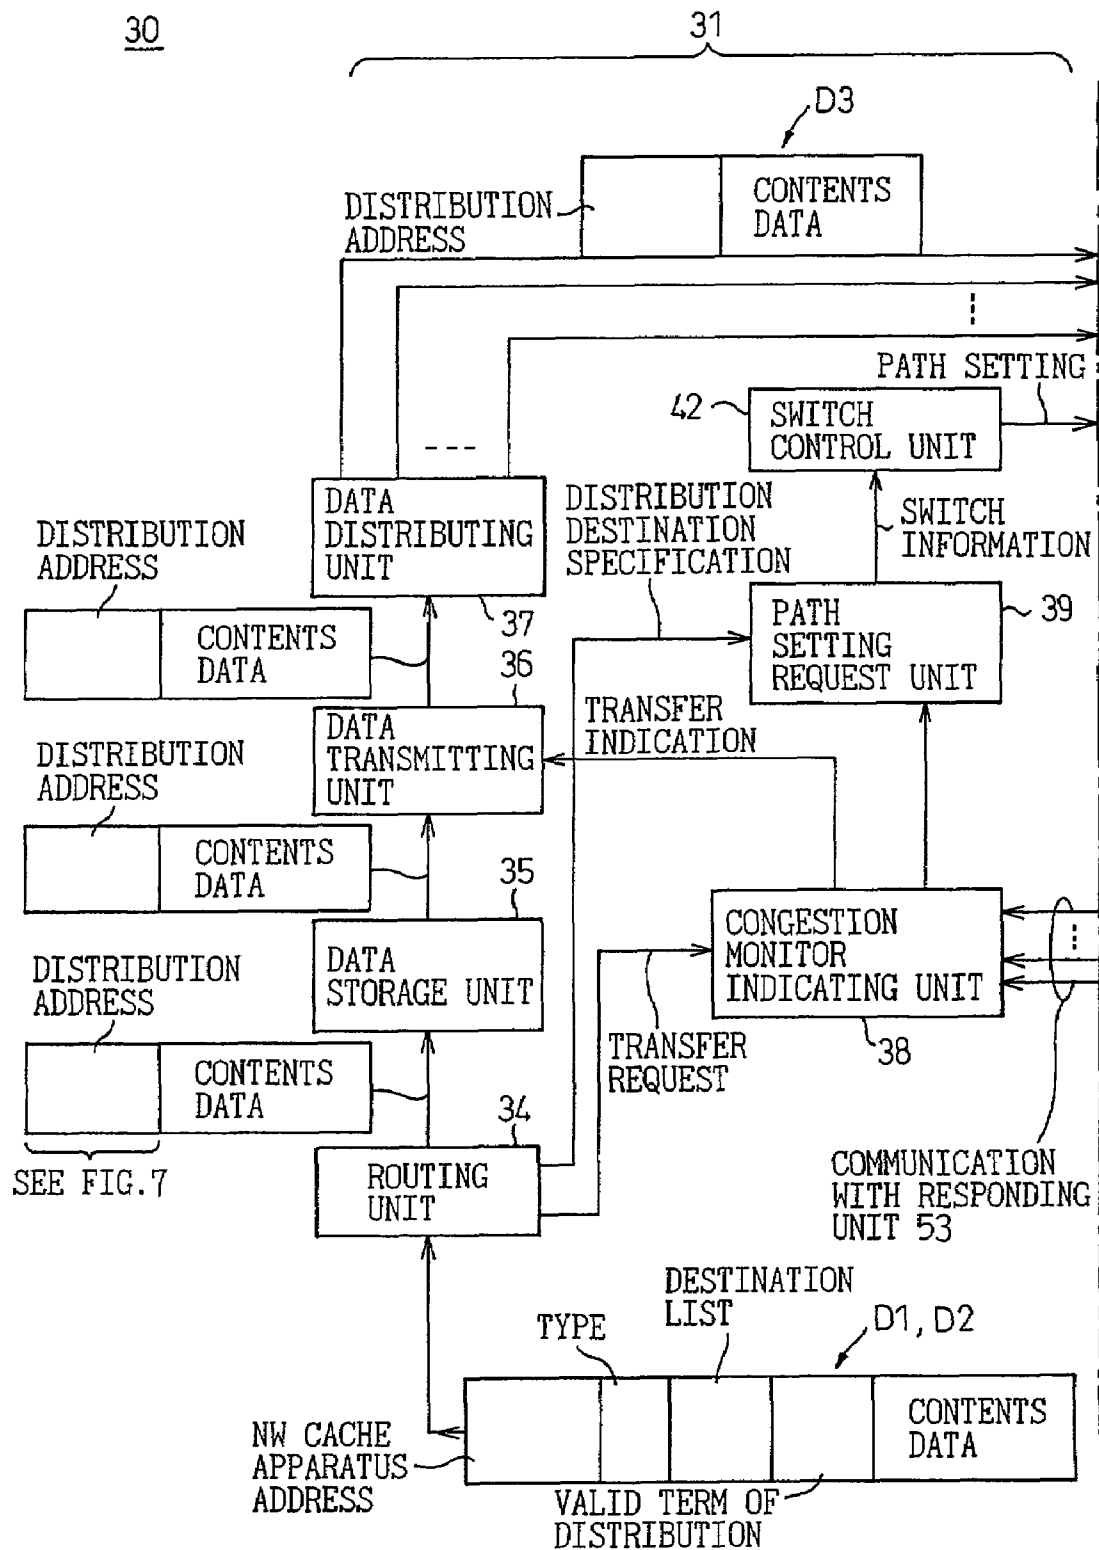 30
31
D3
DISTRIBUTION
ADDRESS
CONTENTS
DATA
PATH SETTING
42
SWITCH
CONTROL UNIT
DATA
DISTRIBUTING
UNIT
DISTRIBUTION
DESTINATION
SPECIFICATION
SWITCH
INFORMATION
DISTRIBUTION
ADDRESS
CONTENTS
DATA
37
36
PATH
SETTING
REQUEST UNIT
39
TRANSFER
INDICATION
DATA
TRANSMITTING
UNIT
DISTRIBUTION
ADDRESS
CONTENTS
DATA
35
DATA
STORAGE UNIT
CONGESTION
MONITOR
INDICATING UNIT
38
DISTRIBUTION
ADDRESS
CONTENTS
DATA
TRANSFER
REQUEST
34
SEE FIG.7
ROUTING
UNIT
COMMUNICATION
WITH RESPONDING
UNIT 53
DESTINATION
LIST
TYPE
D1, D2
NW CACHE
APPARATUS
ADDRESS
CONTENTS
DATA
VALID TERM OF
DISTRIBUTION